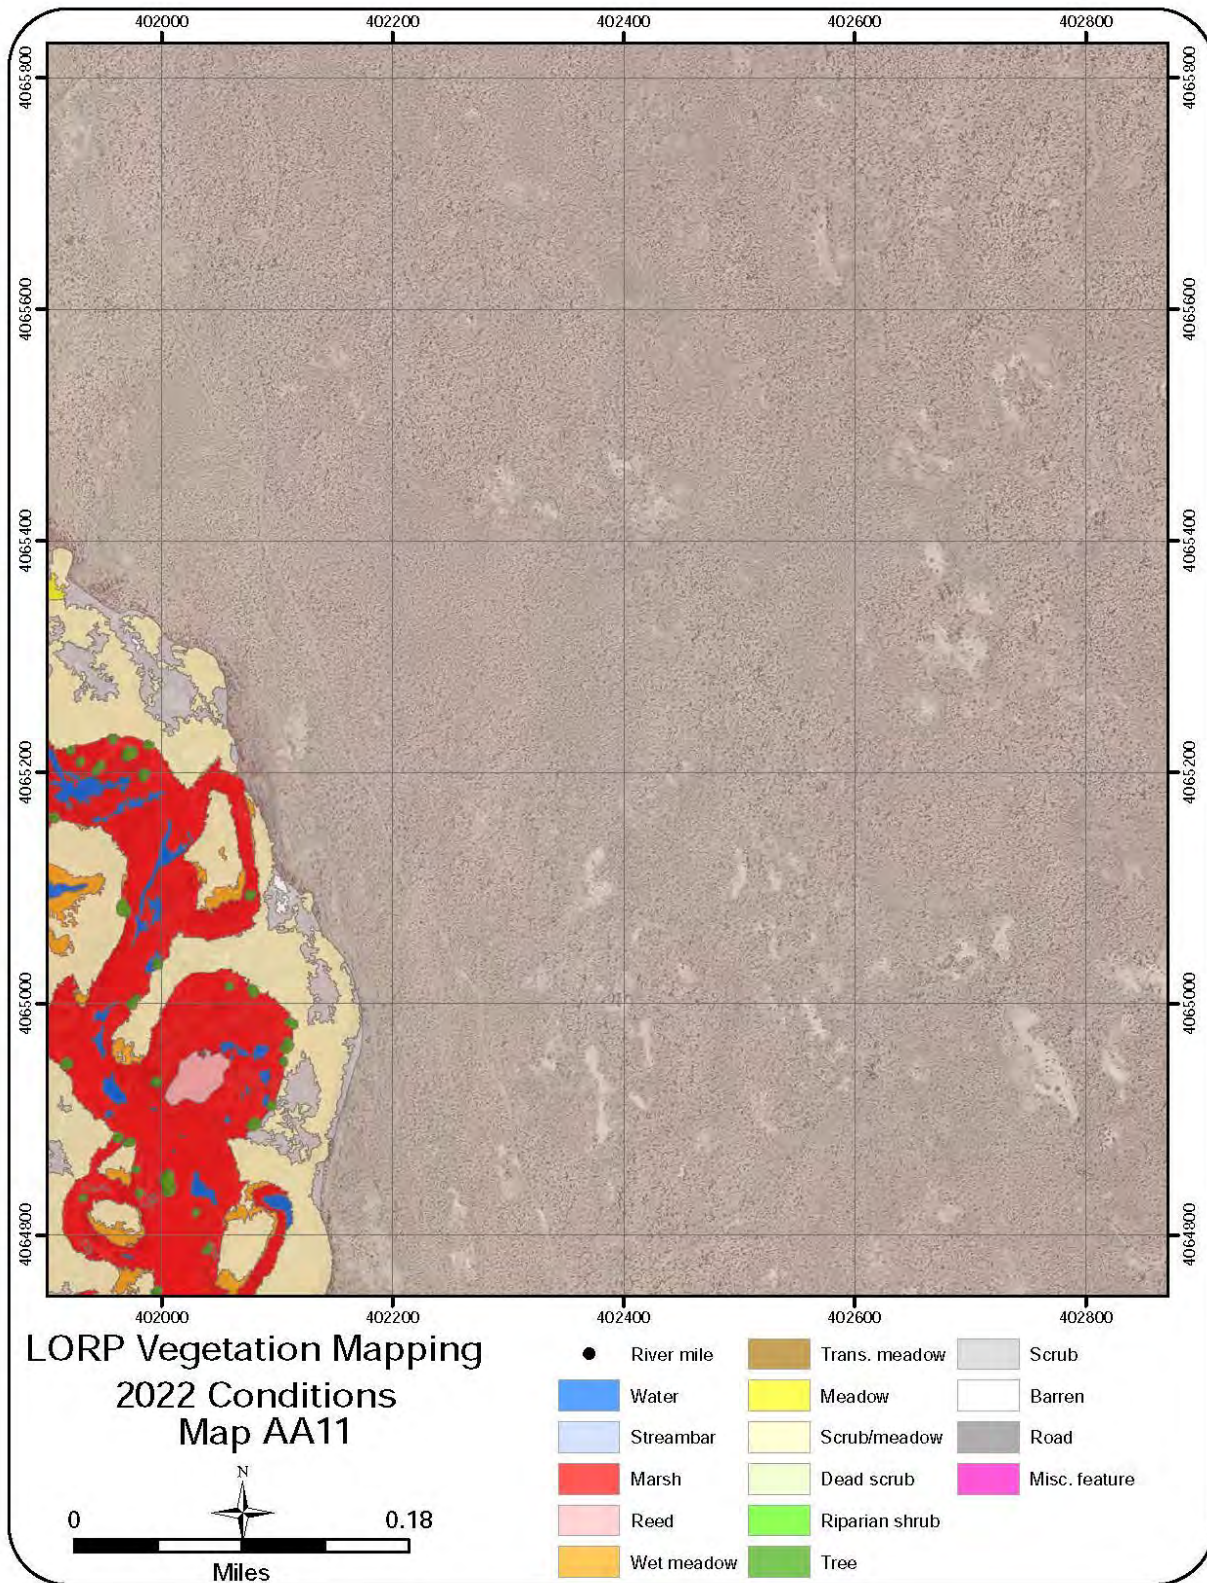 402000 402200 402400 402600 402800
4065800 4065800
4065600 4065600
4065400 4065400
4065200 4065200
4065000 4065000
4064800 4064800
402000 402200 402400 402600 402800
LORP Vegetation Mapping
2022 Conditions
Map AA11
N
0 0.18
Miles
River mile
Water
Streambar
Marsh
Reed
Wet meadow
Trans. meadow
Meadow
Scrub/meadow
Dead scrub
Riparian shrub
Tree
Scrub
Barren
Road
Misc. feature